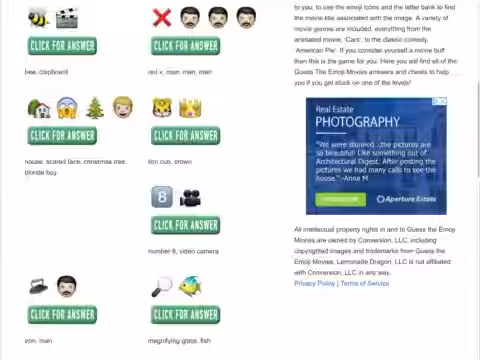 CLICK FOR ANSWER
CLICK FOR ANSWER
bee, clapboard
red x, man, man, man
CLICK FOR ANSWER
CLICK FOR ANSWER
house, scared face, christmas tree,
blonde boy
lion cub, crown
8
CLICK FOR ANSWER
number 8, video camera
CLICK FOR ANSWER
CLICK FOR ANSWER
iron, man
magnifying glass, fish
to you, to use the emoji icons and the letter bank to find
the movie title associated with the image. A variety of
movie genres are included, everything from the
animated movie, 'Cars', to the classic comedy,
'American Pie'. If you consider yourself a movie buff
then this is the game for you! Here you will find all of the
Guess The Emoji Movies answers and cheats to help
you if you get stuck on one of the levels!
Real Estate
PHOTOGRAPHY
"We were stunned...the pictures are
so beautiful! Like something out of
Architectural Digest. After posting
the pictures we had many calls to see
the house." -Anna M
Aperture Estate
All intellectual property rights in and to Guess the Emoji
Movies are owned by Conversion, LLC, including
copyrighted images and trademarks from Guess the
Emoji Movies. Lemonade Dragon, LLC is not affiliated
with Conversion, LLC in any way.
Privacy Policy | Terms of Service